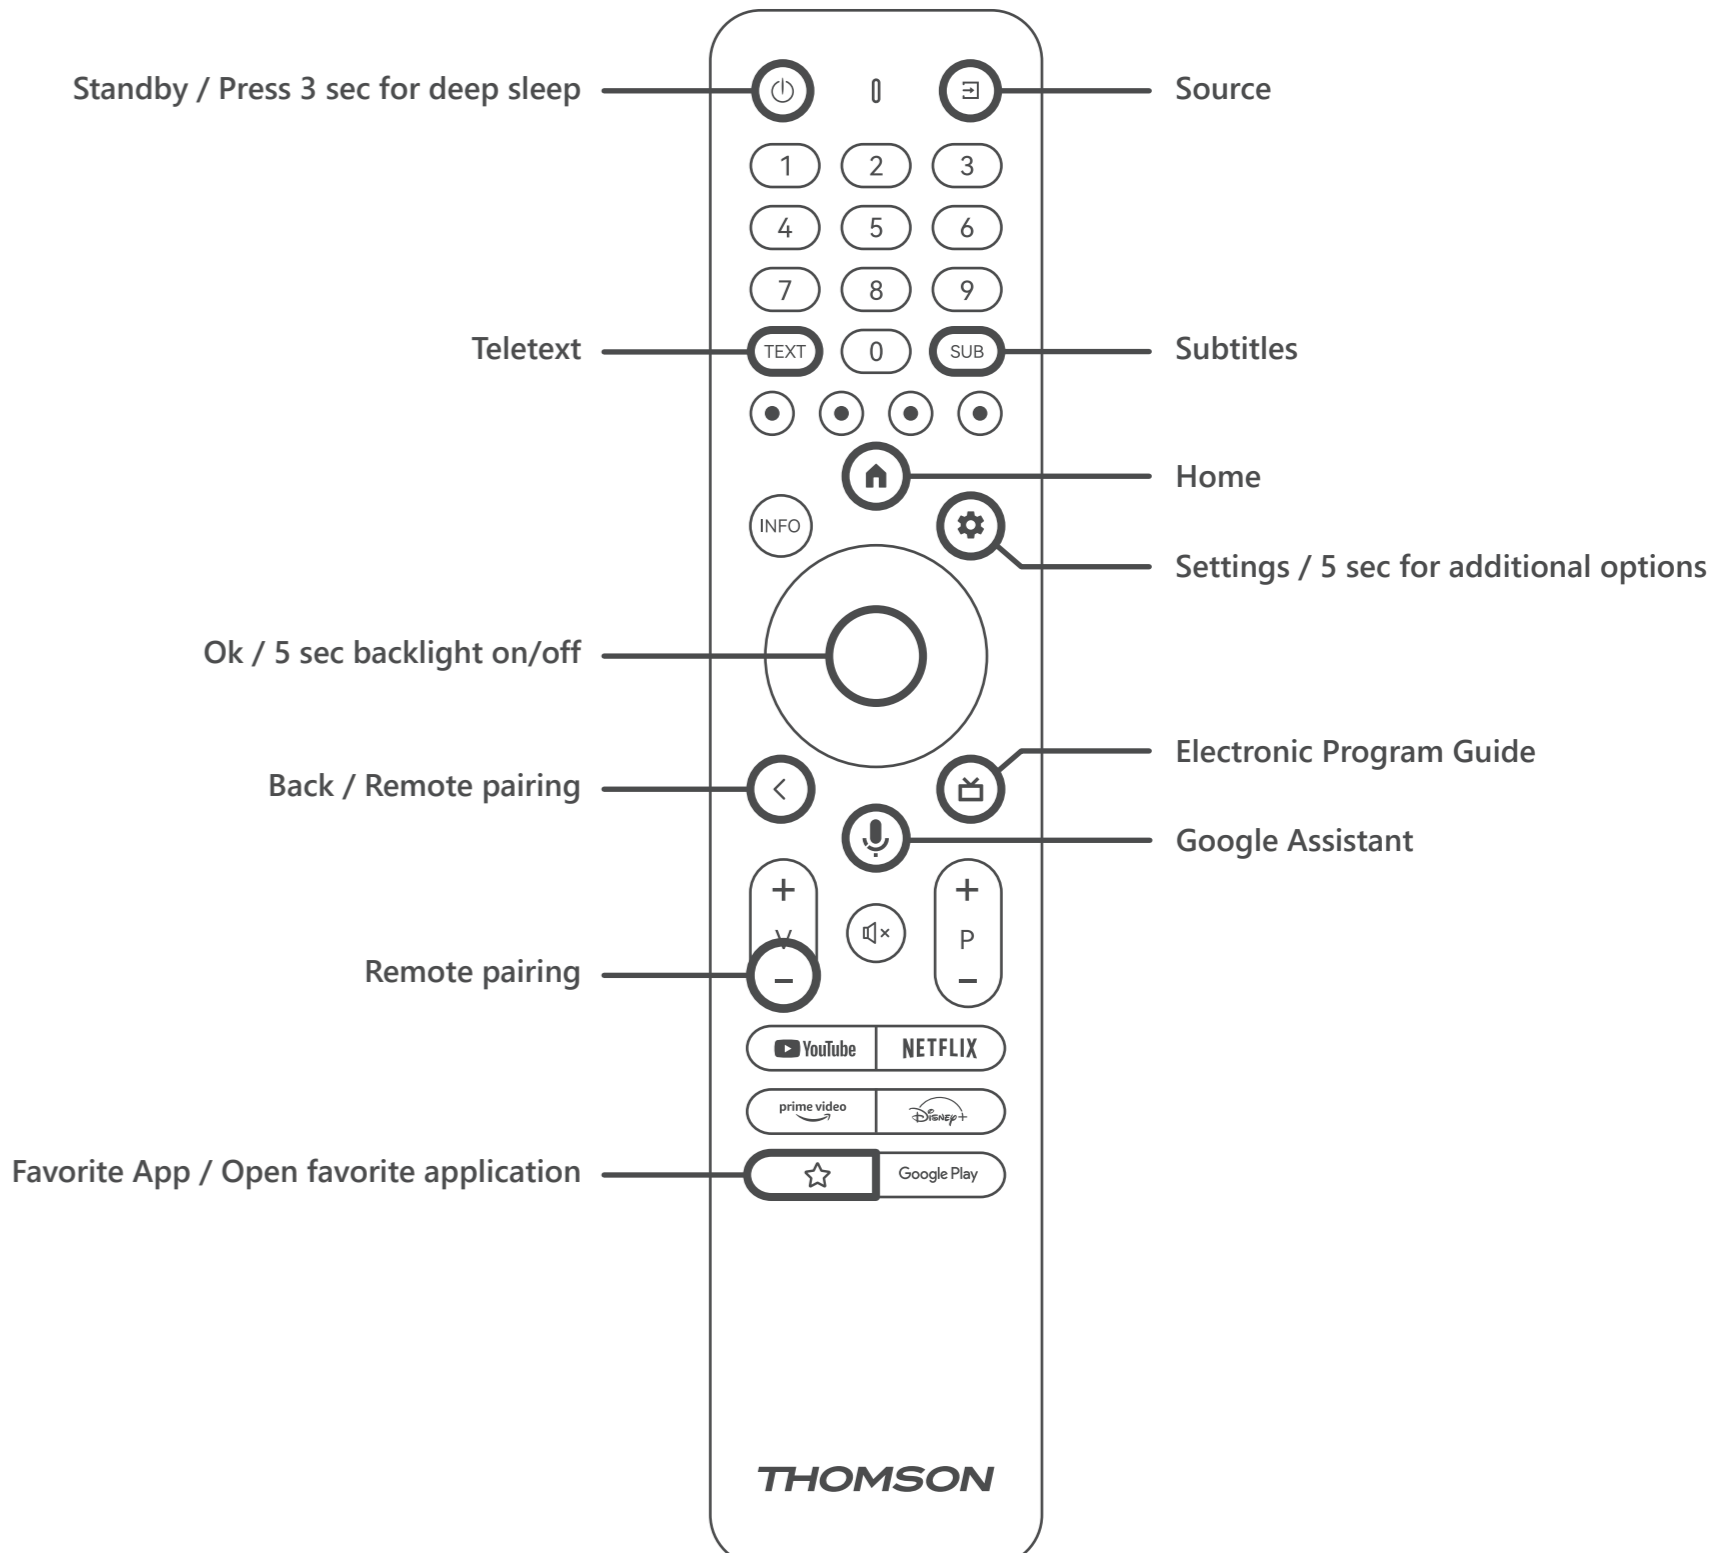 Standby / Press 3 sec for deep sleep
Source
1 2 3
4 5 6
7 8 9
Teletext
TEXT 0 SUB
Subtitles
Home
INFO
Settings / 5 sec for additional options
Ok / 5 sec backlight on/off
Electronic Program Guide
Back / Remote pairing
Google Assistant
+ +
V P
Remote pairing
- -
YouTube NETFLIX
prime video Disney+
Favorite App / Open favorite application
Google Play
THOMSON